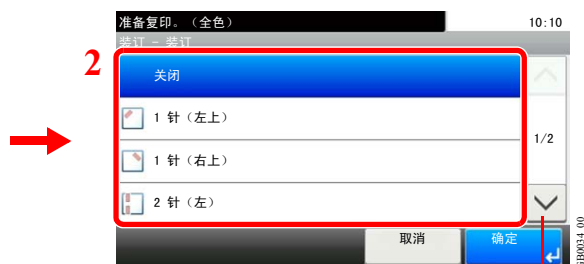 准备复印。（全色）
10:10
装订 - 装订
2
关闭
1 针（左上）
1 针（右上）
1/2
2 针（左）
取消
确定
GB0034_00